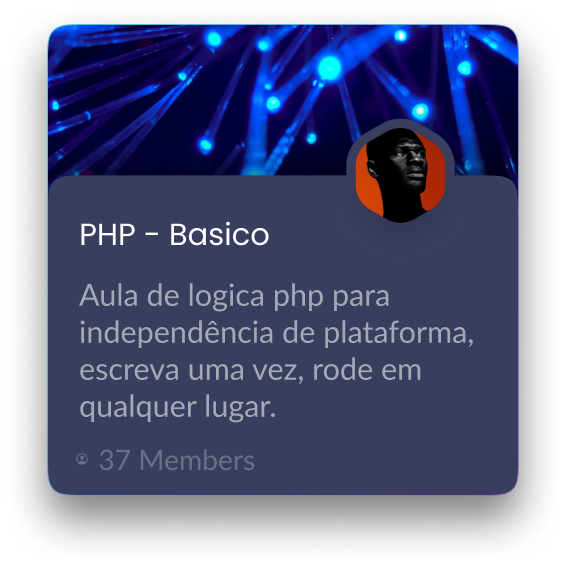 PHP - Basico
Aula de logica php para
independência de plataforma,
escreva uma vez, rode em
qualquer lugar.
37 Members